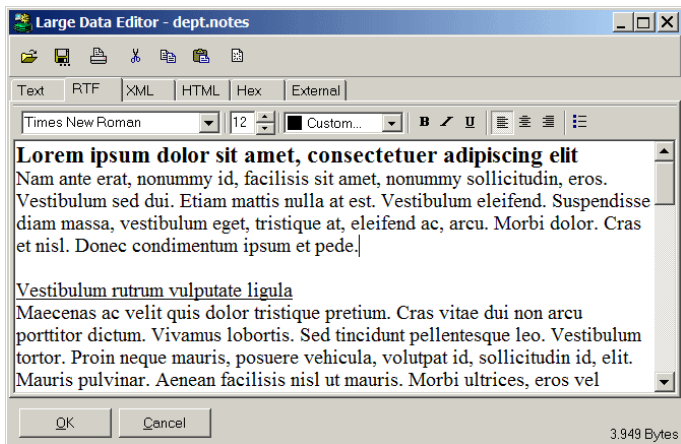 Large Data Editor - dept.notes
Text RTF XML HTML Hex External
Times New Roman 12 Custom... B I U
Lorem ipsum dolor sit amet, consectetuer adipiscing elit
Nam ante erat, nonummy id, facilisis sit amet, nonummy sollicitudin, eros.
Vestibulum sed dui. Etiam mattis nulla at est. Vestibulum eleifend. Suspendisse
diam massa, vestibulum eget, tristique at, eleifend ac, arcu. Morbi dolor. Cras
et nisl. Donec condimentum ipsum et pede.
Vestibulum rutrum vulputate ligula
Maecenas ac velit quis dolor tristique pretium. Cras vitae dui non arcu
porttitor dictum. Vivamus lobortis. Sed tincidunt pellentesque leo. Vestibulum
tortor. Proin neque mauris, posuere vehicula, volutpat id, sollicitudin id, elit.
Mauris pulvinar. Aenean facilisis nisl ut mauris. Morbi ultrices, eros vel
OK Cancel
3.949 Bytes